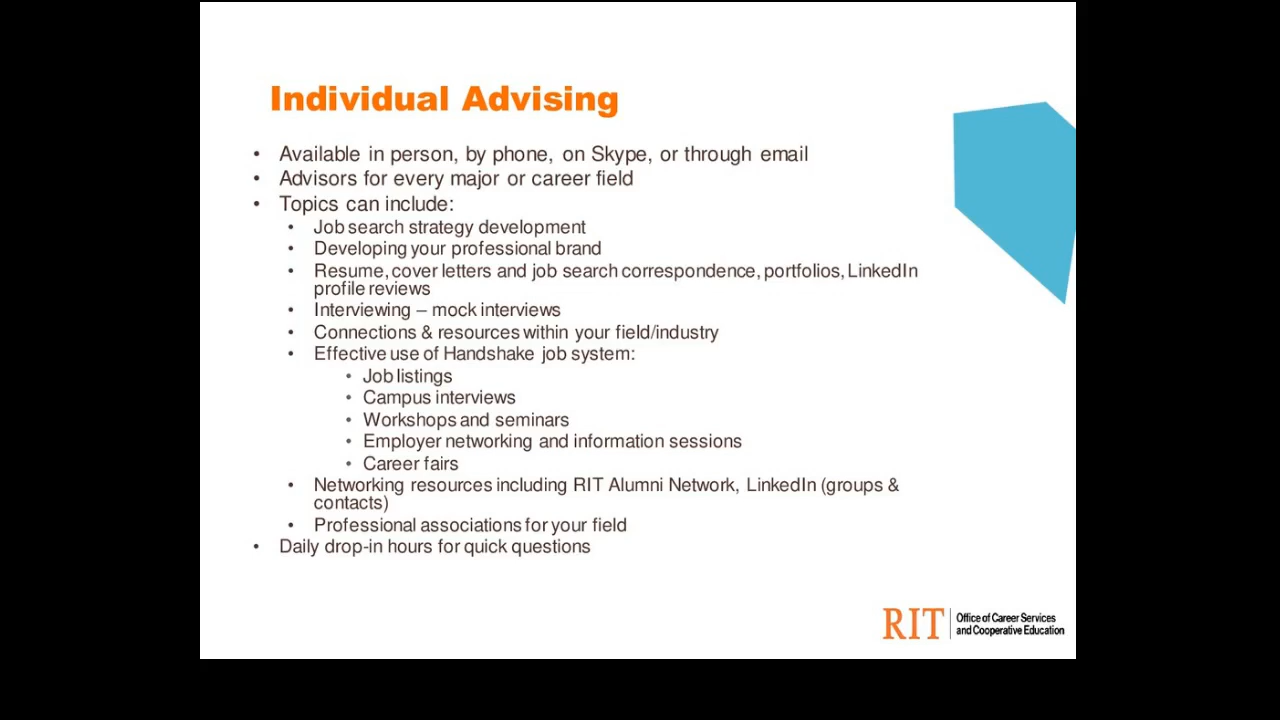 Individual Advising
• Available in person, by phone, on Skype, or through email
• Advisors for every major or career field
• Topics can include:
• Job search strategy development
• Developing your professional brand
• Resume, cover letters and job search correspondence, portfolios, LinkedIn
profile reviews
• Interviewing – mock interviews
• Connections & resources within your field/industry
• Effective use of Handshake job system:
• Job listings
• Campus interviews
• Workshops and seminars
• Employer networking and information sessions
• Career fairs
• Networking resources including RIT Alumni Network, LinkedIn (groups &
contacts)
• Professional associations for your field
• Daily drop-in hours for quick questions
RIT
Office of Career Services
and Cooperative Education